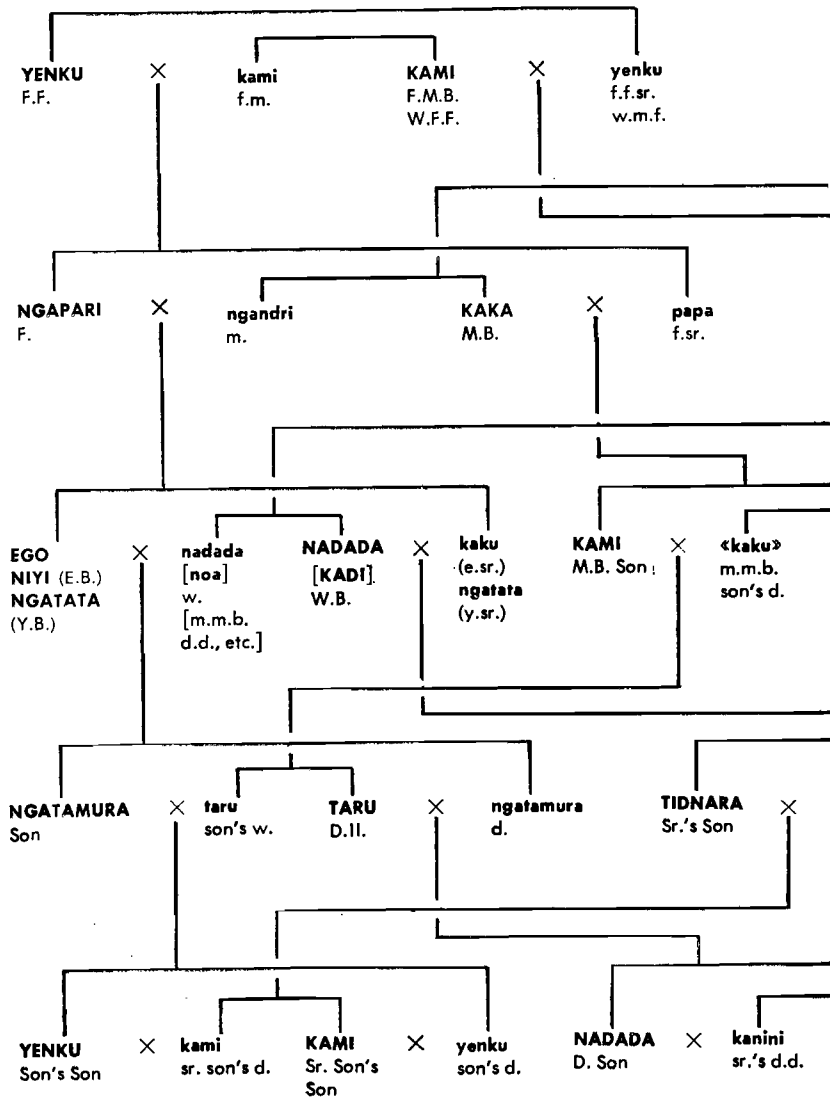 YENKU × kami KAMI × yenku
F.F. f.m. F.M.B. f.f.sr.
W.F.F. w.m.f.
NGAPARI × ngandri KAKA × papa
F. m. M.B. f.sr.
EGO × nadada NADADA × kaku KAMI × «kaku»
NIYI (E.B.) [noa] [KADI] (e.sr.) M.B. Son m.m.b.
NGATATA w. W.B. ngatata son's d.
(Y.B.) [m.m.b. (y.sr.)
d.d., etc.]
NGATAMURA × taru TARU × ngatamura TIDNARA ×
Son son's w. D.II. d. Sr.'s Son
YENKU × kami KAMI × yenku NADADA × kanini
Son's Son sr. son's d. Sr. Son's son's d. D. Son sr.'s d.d.
Son